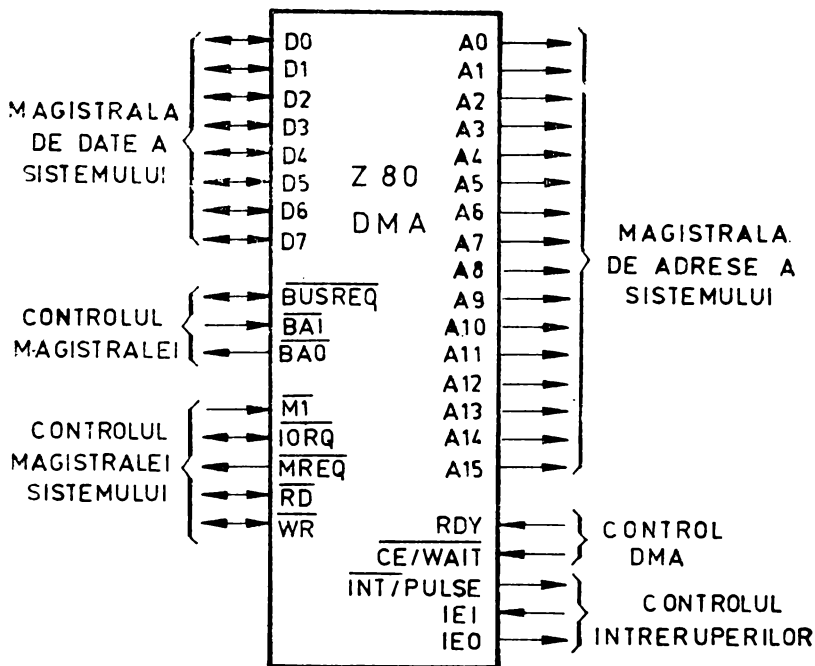 MAGISTRALA
DE DATE A
SISTEMULUI
CONTROLUL
MAGISTRALEI
CONTROLUL
MAGISTRALEI
SISTEMULUI
D0
D1
D2
D3
D4
D5
D6
D7
BUSREQ
BAI
BAO
M1
IORQ
MREQ
RD
WR
Z 80
DMA
A0
A1
A2
A3
A4
A5
A6
A7
A8
A9
A10
A11
A12
A13
A14
A15
RDY
CE/WAIT
INT/PULSE
IEI
IEO
MAGISTRALA
DE ADRESE A
SISTEMULUI
CONTROL
DMA
CONTROLUL
INTRERUPERILOR